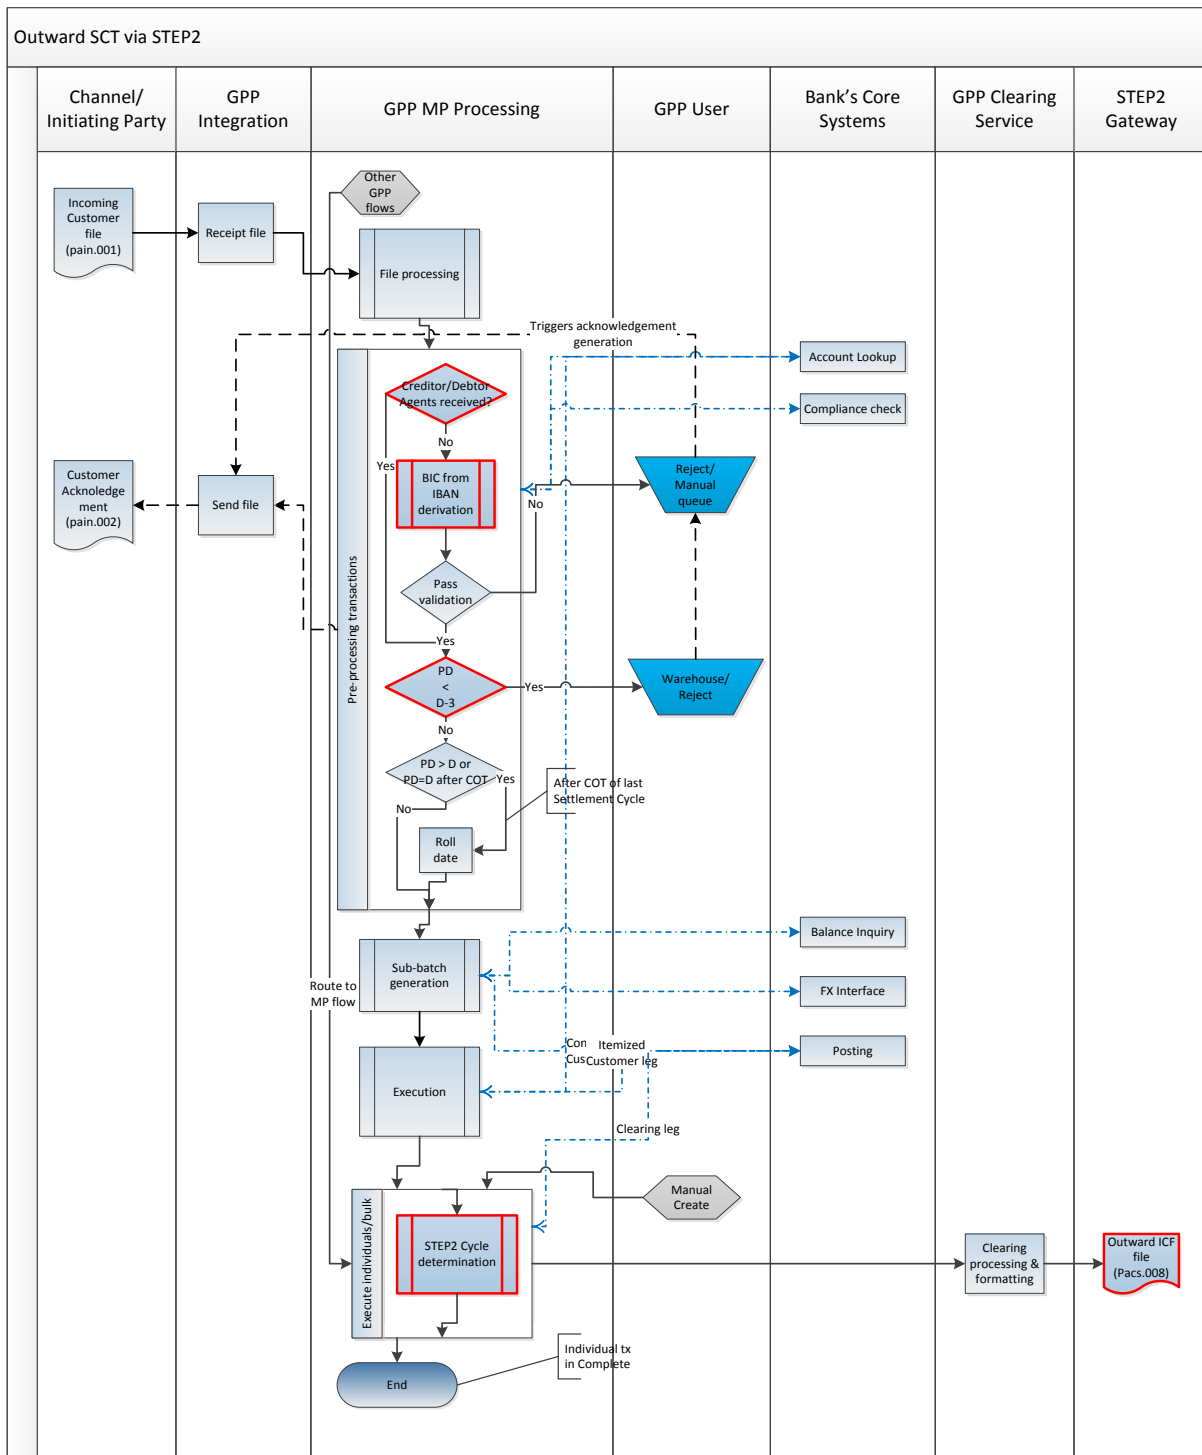 Outward SCT via STEP2
Channel/
Initiating Party
GPP
Integration
GPP MP Processing
GPP User
Bank's Core
Systems
GPP Clearing
Service
STEP2
Gateway
Other
GPP
flows
Incoming
Customer
file
(pain.001)
Receipt file
File processing
Triggers acknowledgement
generation
Account Lookup
Creditor/Debtor
Agents received?
Compliance check
No
Yes
BIC from
IBAN
derivation
Reject/
Manual
queue
Customer
Acknoledge
ment
(pain.002)
Send file
No
Pass
validation
Yes
Pre-processing transactions
PD
<
D-3
Yes
Warehouse/
Reject
No
PD > D or
PD=D after COT
Yes
After COT of last
Settlement Cycle
No
Roll
date
Balance Inquiry
Sub-batch
generation
Route to
MP flow
FX Interface
Con
Cus
Itemized
Customer leg
Posting
Execution
Clearing leg
Manual
Create
Execute individuals/bulk
STEP2 Cycle
determination
Clearing
processing &
formatting
Outward ICF
file
(Pacs.008)
Individual tx
in Complete
End